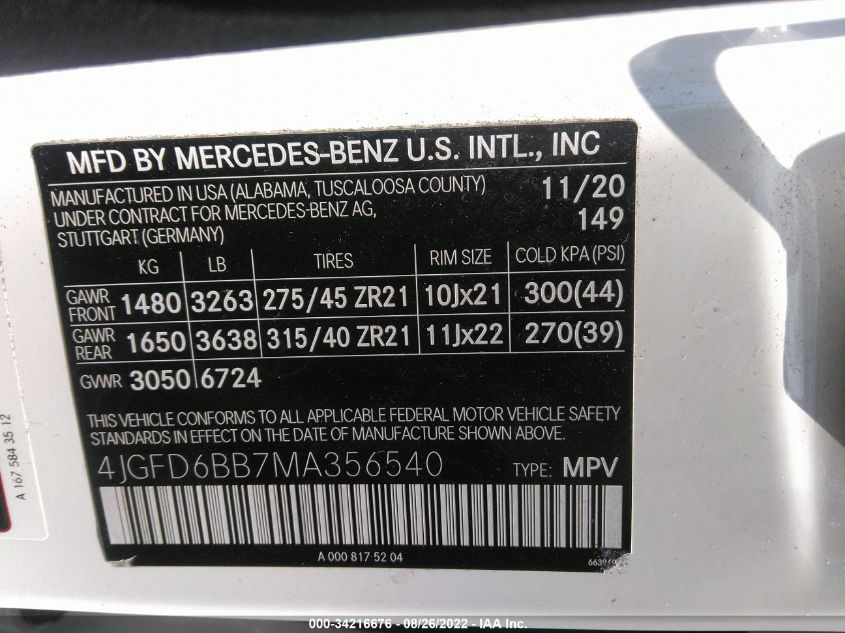 MFD BY MERCEDES-BENZ U.S. INTL., INC
MANUFACTURED IN USA (ALABAMA, TUSCALOOSA COUNTY) 11/20
UNDER CONTRACT FOR MERCEDES-BENZ AG, 149
STUTTGART (GERMANY)
KG LB TIRES RIM SIZE COLD KPA(PSI)
GAWR FRONT 1480 3263 275/45 ZR21 10Jx21 300(44)
GAWR REAR 1650 3638 315/40 ZR21 11Jx22 270(39)
GVWR 3050 6724
THIS VEHICLE CONFORMS TO ALL APPLICABLE FEDERAL MOTOR VEHICLE SAFETY
STANDARDS IN EFFECT ON THE DATE OF MANUFACTURE SHOWN ABOVE.
4JGFD6BB7MA356540 TYPE: MPV
A 000 817 52 04
A 167 584 35 12
000-34216676 - 08/26/2022 - IAA Inc.